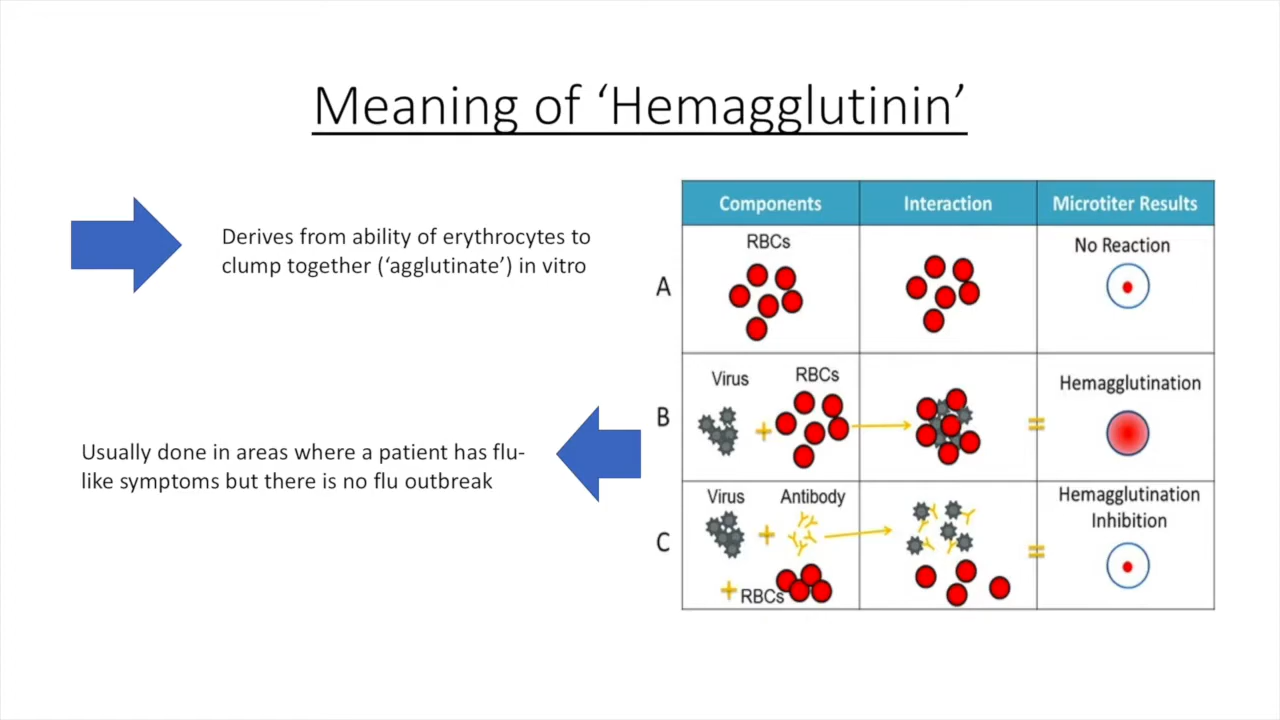 Meaning of ‘Hemagglutinin’
Derives from ability of erythrocytes to
clump together (‘agglutinate’) in vitro
Usually done in areas where a patient has flu-
like symptoms but there is no flu outbreak
Components Interaction Microtiter Results
A
RBCs
No Reaction
B
Virus
RBCs
+
=
Hemagglutination
C
Virus
Antibody
+
+ RBCs
=
Hemagglutination
Inhibition